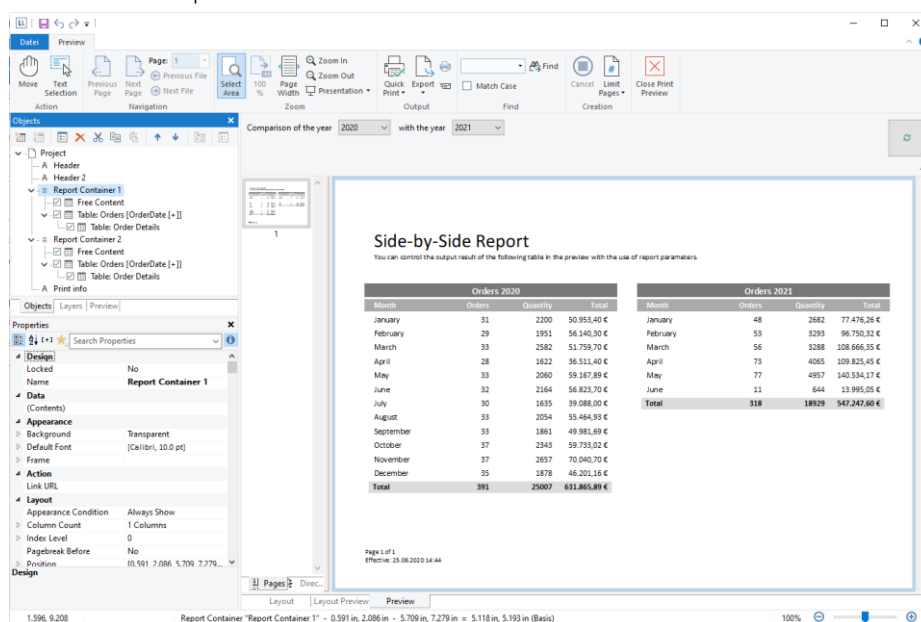 Datei Preview
Move
Text Selection
Action
Previous Page
Next Page
Page: 1
Previous File
Next File
Navigation
Select Area
100 %
Page Width
Zoom In
Zoom Out
Presentation
Zoom
Quick Print
Export
Output
Find
Match Case
Find
Cancel
Limit Pages
Creation
Close Print Preview
Objects
Project
A Header
A Header 2
Report Container 1
Free Content
Table: Orders [OrderDate [+]]
Table: Order Details
Report Container 2
Free Content
Table: Orders [OrderDate [+]]
Table: Order Details
A Print info
Objects Layers Preview
Properties
Search Properties
Design
Locked No
Name Report Container 1
Data
(Contents)
Appearance
Background Transparent
Default Font [Calibri, 10.0 pt]
Frame
Action
Link URL
Layout
Appearance Condition Always Show
Column Count 1 Columns
Index Level 0
Pagebreak Before No
Position [0.591 2.086 5.709 7.279...
Design
Comparison of the year 2020 with the year 2021
1
Pages Direc...
Side-by-Side Report
You can control the output result of the following table in the preview with the use of report parameters.
Orders 2020
Month Orders Quantity Total
January 31 2200 50.953,40 €
February 29 1951 56.140,30 €
March 33 2582 51.759,70 €
April 28 1622 36.511,40 €
May 33 2060 59.167,89 €
June 32 2164 56.823,70 €
July 30 1635 39.088,00 €
August 33 2054 55.464,93 €
September 33 1861 49.981,69 €
October 37 2343 59.733,02 €
November 37 2657 70.040,70 €
December 35 1878 46.201,16 €
Total 391 25007 631.865,89 €
Orders 2021
Month Orders Quantity Total
January 48 2682 77.476,26 €
February 53 3293 96.750,32 €
March 56 3288 108.666,35 €
April 73 4065 109.825,45 €
May 77 4957 140.534,17 €
June 11 644 13.995,05 €
Total 318 18929 547.247,60 €
Page 1 of 1
Effective: 25.06.2020 14:44
Layout Layout Preview Preview
1.596, 9.208 Report Container "Report Container 1" - 0.591 in, 2.086 in - 5.709 in, 7.279 in = 5.118 in, 5.193 in (Basis) 100%